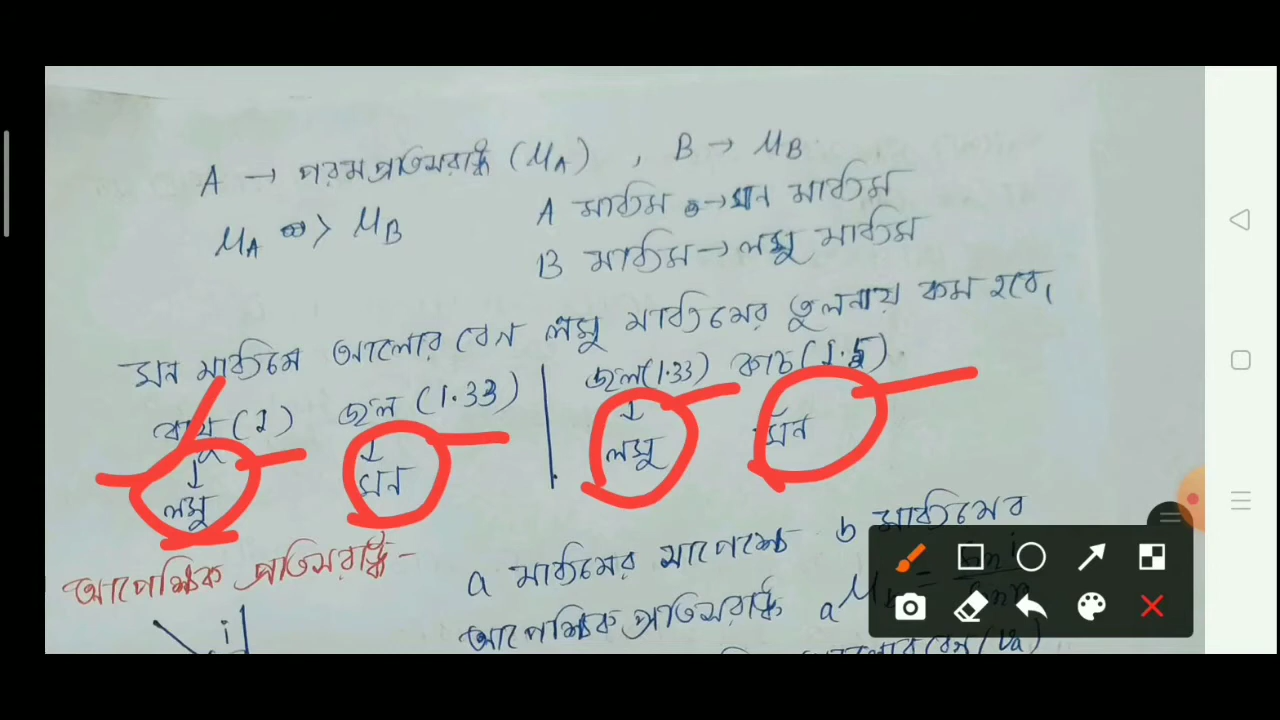 A → পরম প্রতিসরাঙ্ক (μA) , B → μB
μA > μB
A মাধ্যম → ঘন মাধ্যম
B মাধ্যম → লঘু মাধ্যম
ঘন মাধ্যমে আলোর বেগ লঘু মাধ্যমের তুলনায় কম হবে।
বায়ু (1) জল (1.33) | জল (1.33) কাচ (1.5)
↓ ↓ ↓
লঘু ঘন লঘু ঘন
আপেক্ষিক প্রতিসরাঙ্ক -
a মাধ্যমের সাপেক্ষে b মাধ্যমের
আপেক্ষিক প্রতিসরাঙ্ক aμ
i
(va)